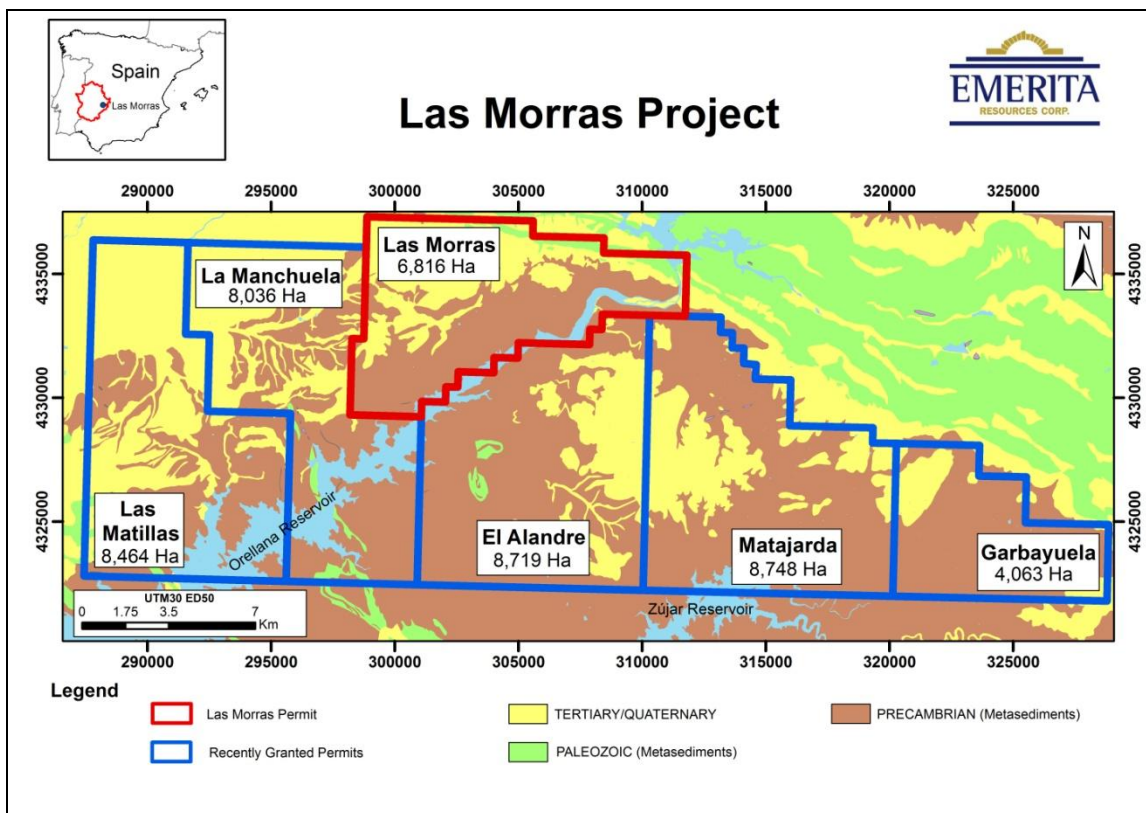 Spain
Las Morras
Las Morras Project
EMERITA
RESOURCES CORP.
290000 295000 300000 305000 310000 315000 320000 325000
4335000
4330000
4325000
4335000
4330000
4325000
N
Las Morras
6,816 Ha
La Manchuela
8,036 Ha
Las
Matillas
8,464 Ha
Orellana Reservoir
El Alandre
8,719 Ha
Matajarda
8,748 Ha
Garbayuela
4,063 Ha
Zújar Reservoir
UTM30 ED50
0 1.75 3.5 7
Km
290000 295000 300000 305000 310000 315000 320000 325000
Legend
Las Morras Permit
TERTIARY/QUATERNARY
PRECAMBRIAN (Metasediments)
Recently Granted Permits
PALEOZOIC (Metasediments)